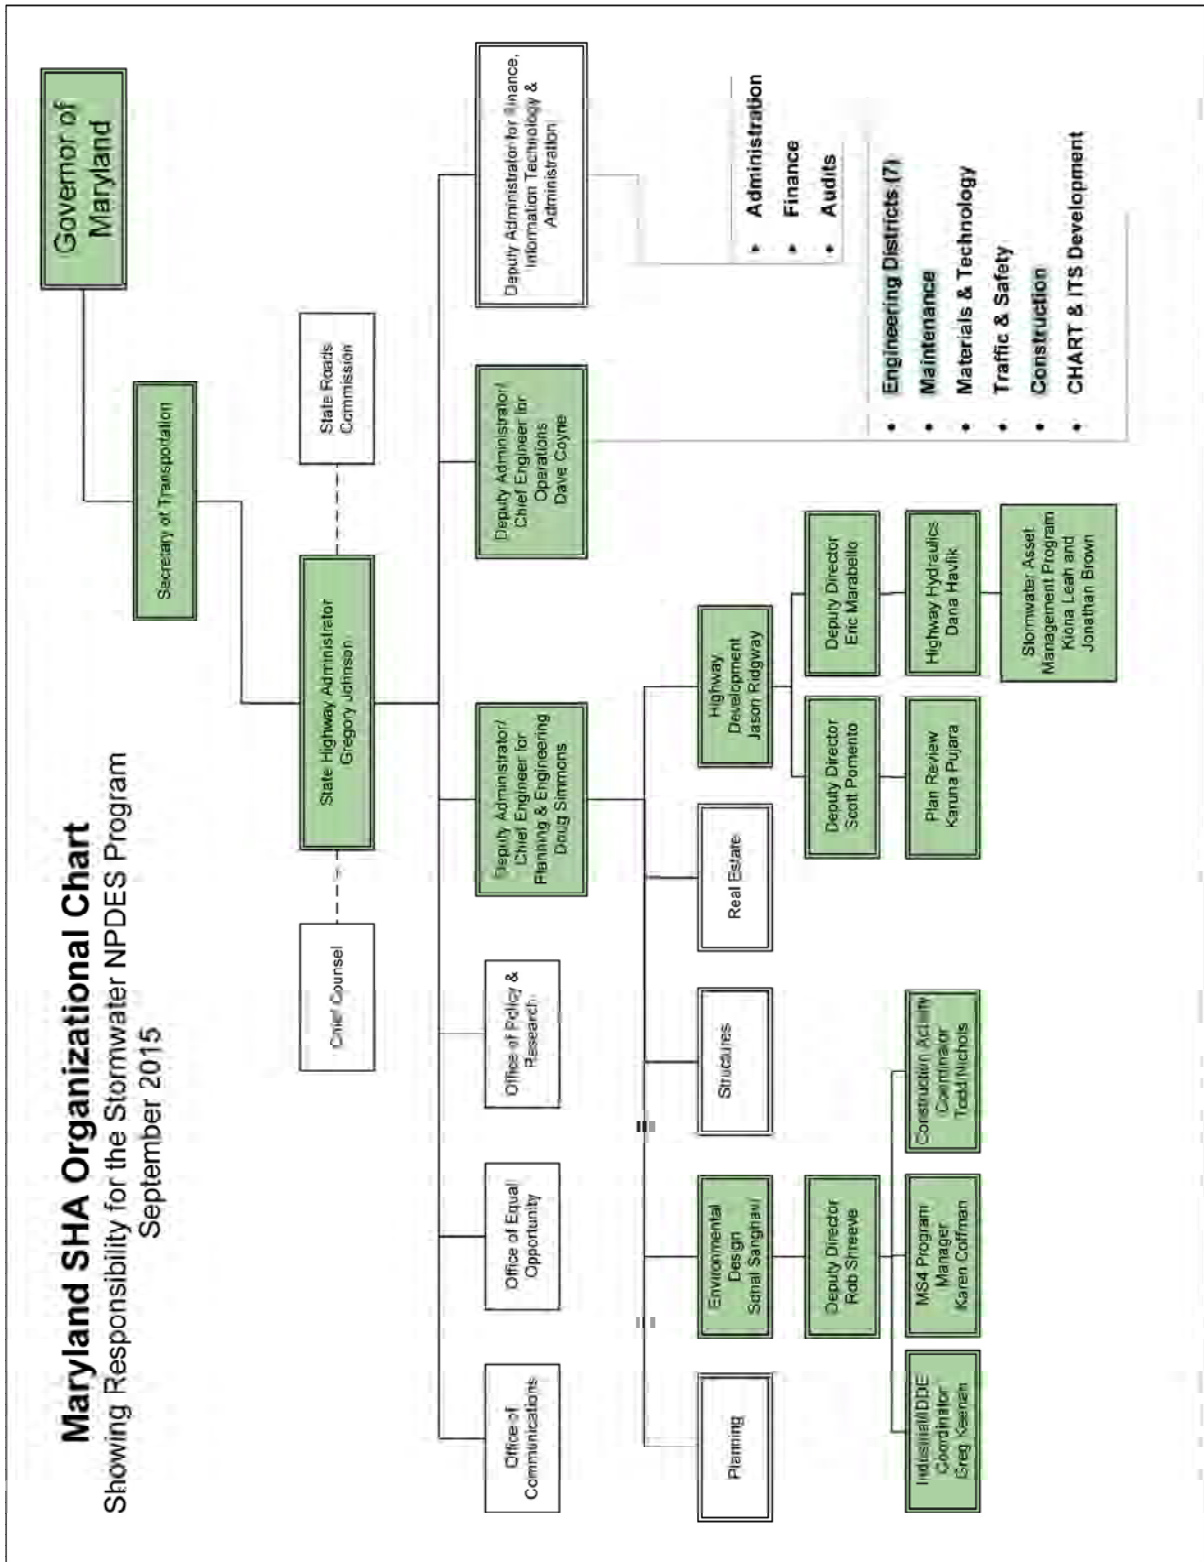 Maryland SHA Organizational Chart
Showing Responsibility for the Stormwater NPDES Program
September 2015
Governor of
Maryland
Secretary of Transportation
Chief Counsel
State Highway Administrator
Gregory Johnson
State Roads
Commission
Office of
Communications
Office of Equal
Opportunity
Office of Policy &
Research
Deputy Administrator/
Chief Engineer for
Planning & Engineering
Doug Simmons
Deputy Administrator/
Chief Engineer for
Operations
Dave Coyne
Deputy Administrator for Finance,
Information Technology &
Administration
Planning
Environmental
Design
Sonal Sanghavi
Structures
Real Estate
Highway
Development
Jason Ridgway
• Administration
• Finance
• Audits
Deputy Director
Rob Shreeve
Deputy Director
Scott Pomento
Deputy Director
Eric Marabello
• Engineering Districts (7)
• Maintenance
• Materials & Technology
• Traffic & Safety
• Construction
• CHART & ITS Development
Industrial/IDDE
Coordinator
Greg Keenan
MS4 Program
Manager
Karen Coffman
Construction Activity
Coordinator
Todd Nichols
Plan Review
Karuna Pujara
Highway Hydraulics
Dana Havlik
Stormwater Asset
Management Program
Kiona Leah and
Jonathan Brown